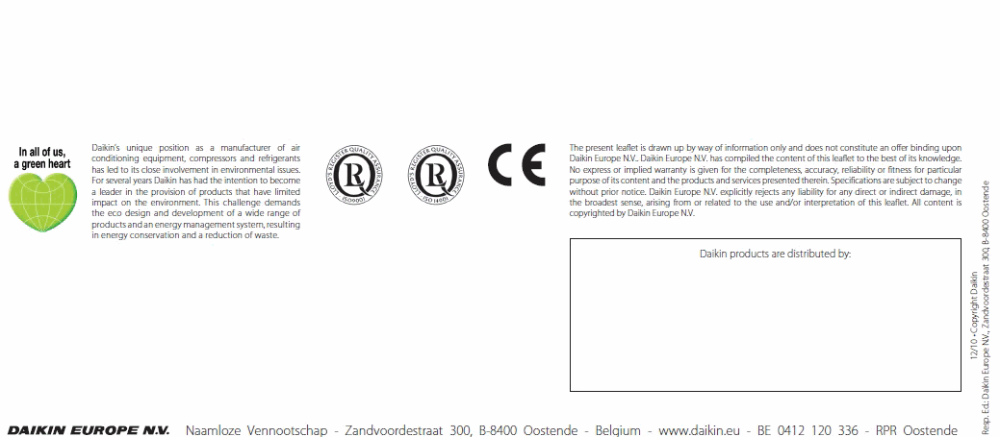 In all of us,
a green heart
Daikin's unique position as a manufacturer of air
conditioning equipment, compressors and refrigerants
has led to its close involvement in environmental issues.
For several years Daikin has had the intention to become
a leader in the provision of products that have limited
impact on the environment. This challenge demands
the eco design and development of a wide range of
products and an energy management system, resulting
in energy conservation and a reduction of waste.
LLOYD'S REGISTER QUALITY ASSURANCE
LR
QA
ISO9001
LLOYD'S REGISTER QUALITY ASSURANCE
LR
QA
ISO14001
CE
The present leaflet is drawn up by way of information only and does not constitute an offer binding upon
Daikin Europe N.V.. Daikin Europe N.V. has compiled the content of this leaflet to the best of its knowledge.
No express or implied warranty is given for the completeness, accuracy, reliability or fitness for particular
purpose of its content and the products and services presented therein. Specifications are subject to change
without prior notice. Daikin Europe N.V. explicitly rejects any liability for any direct or indirect damage, in
the broadest sense, arising from or related to the use and/or interpretation of this leaflet. All content is
copyrighted by Daikin Europe N.V.
Daikin products are distributed by:
12/10 • Copyright Daikin
Resp. Ed.: Daikin Europe N.V., Zandvoordestraat 300, B-8400 Oostende
DAIKIN EUROPE N.V. Naamloze Vennootschap - Zandvoordestraat 300, B-8400 Oostende - Belgium - www.daikin.eu - BE 0412 120 336 - RPR Oostende